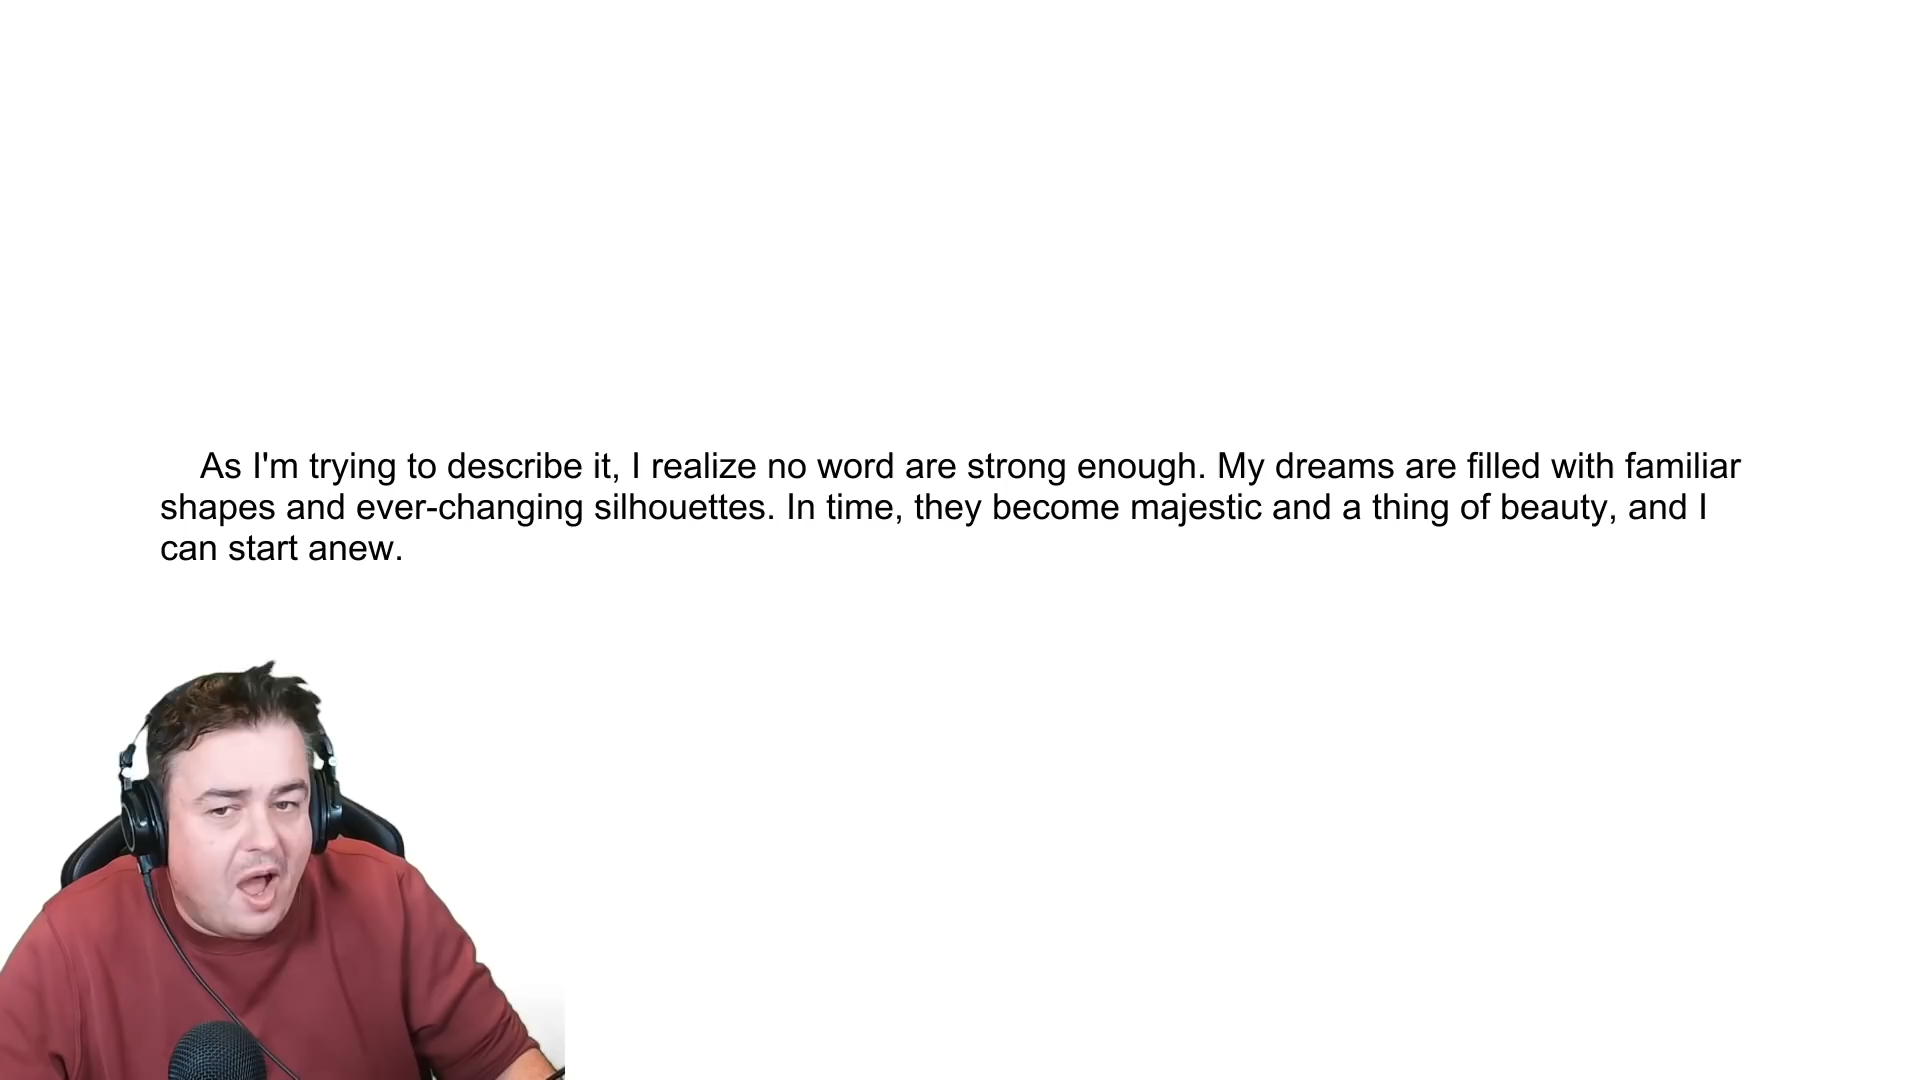 As I'm trying to describe it, I realize no word are strong enough. My dreams are filled with familiar
shapes and ever-changing silhouettes. In time, they become majestic and a thing of beauty, and I
can start anew.